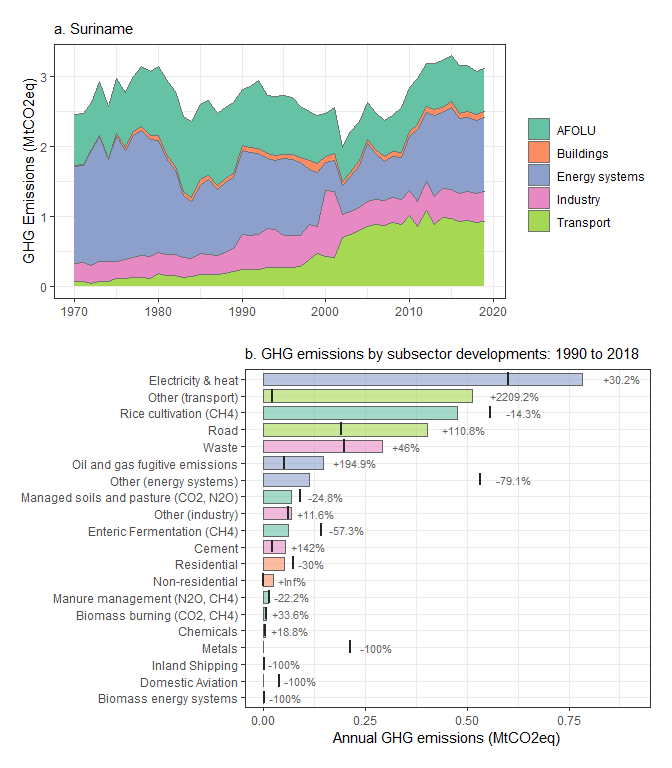 a. Suriname
GHG Emissions (MtCO2eq)
3
2
1
0
1970 1980 1990 2000 2010 2020
AFOLU
Buildings
Energy systems
Industry
Transport
b. GHG emissions by subsector developments: 1990 to 2018
Electricity & heat +30.2%
Other (transport) +2209.2%
Rice cultivation (CH4) -14.3%
Road +110.8%
Waste +46%
Oil and gas fugitive emissions +194.9%
Other (energy systems) -79.1%
Managed soils and pasture (CO2, N2O) -24.8%
Other (industry) +11.6%
Enteric Fermentation (CH4) -57.3%
Cement +142%
Residential -30%
Non-residential +Inf%
Manure management (N2O, CH4) -22.2%
Biomass burning (CO2, CH4) +33.6%
Chemicals +18.8%
Metals -100%
Inland Shipping -100%
Domestic Aviation -100%
Biomass energy systems -100%
0.00 0.25 0.50 0.75
Annual GHG emissions (MtCO2eq)